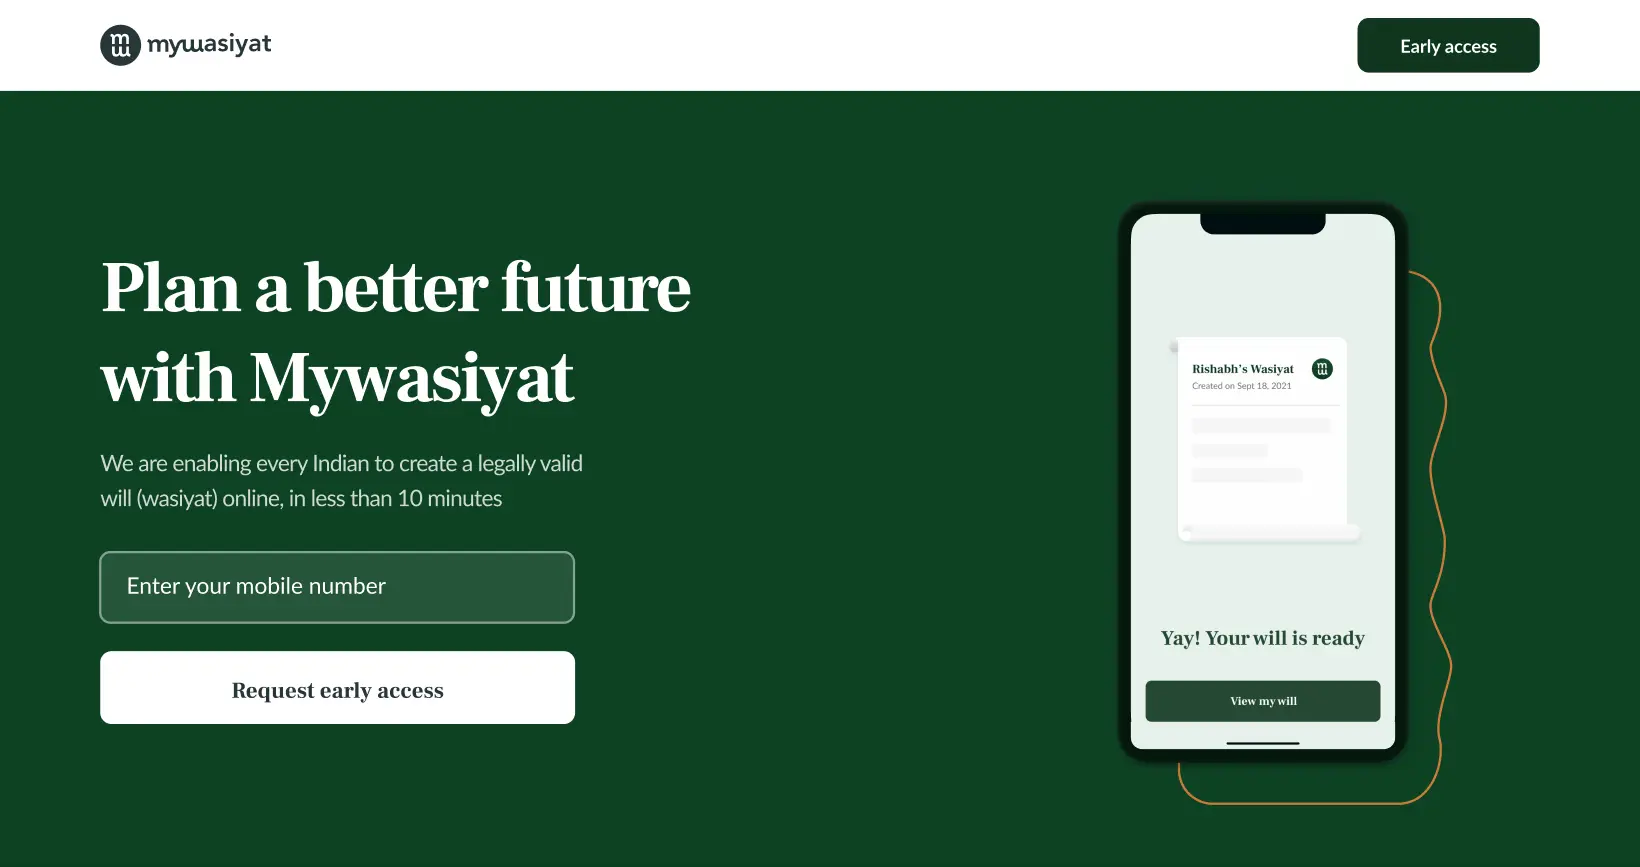 mw
mywasiyat
Early access
Plan a better future
with Mywasiyat
We are enabling every Indian to create a legally valid
will (wasiyat) online, in less than 10 minutes
Enter your mobile number
Request early access
Rishabh's Wasiyat
mw
Created on Sept 18, 2021
Yay! Your will is ready
View my will